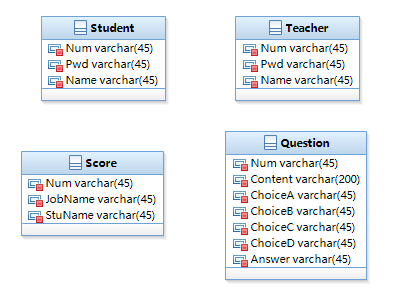 Student
Num varchar(45)
Pwd varchar(45)
Name varchar(45)
Teacher
Num varchar(45)
Pwd varchar(45)
Name varchar(45)
Score
Num varchar(45)
JobName varchar(45)
StuName varchar(45)
Question
Num varchar(45)
Content varchar(200)
ChoiceA varchar(45)
ChoiceB varchar(45)
ChoiceC varchar(45)
ChoiceD varchar(45)
Answer varchar(45)